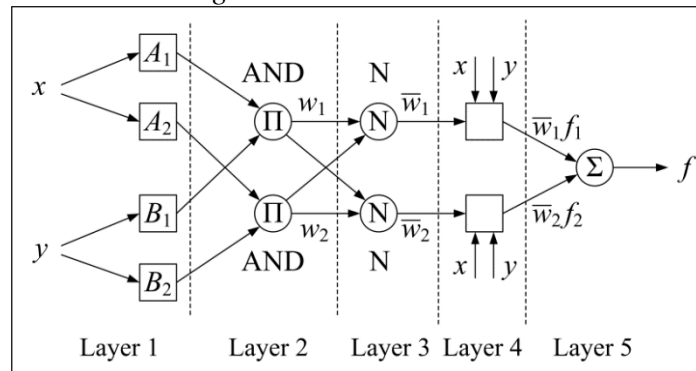 A₁
AND
N
x y
w₁
w̅₁
x
A₂
Π
N
w̅₁f₁
Σ
f
B₁
Π
N
w̅₂f₂
y
w₂
w̅₂
B₂
AND
N
x y
Layer 1 Layer 2 Layer 3 Layer 4 Layer 5